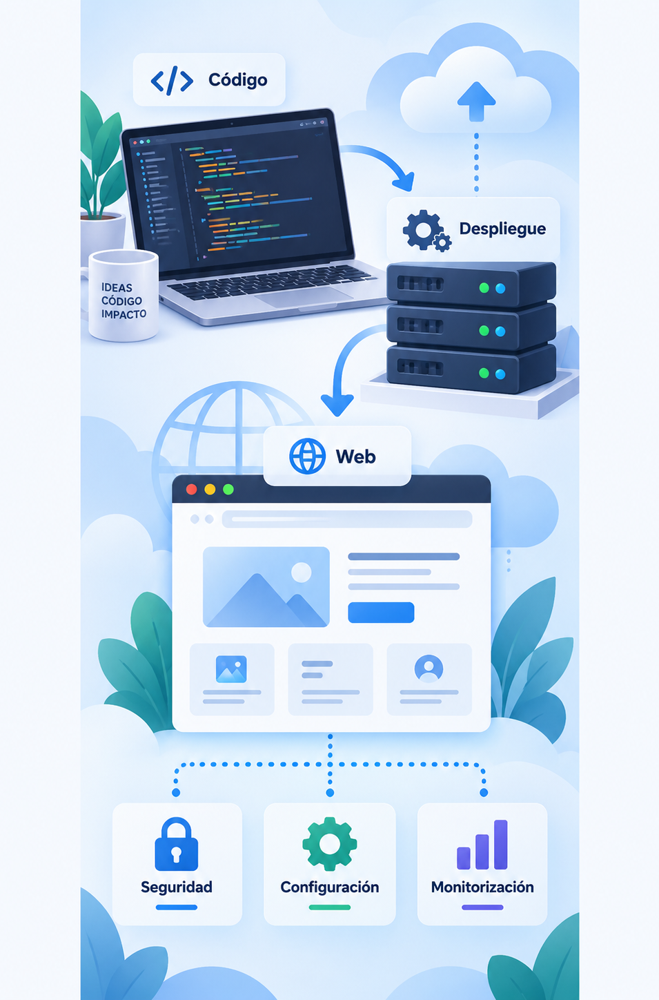 Código
Despliegue
IDEAS
CÓDIGO
IMPACTO
Web
Seguridad
Configuración
Monitorización